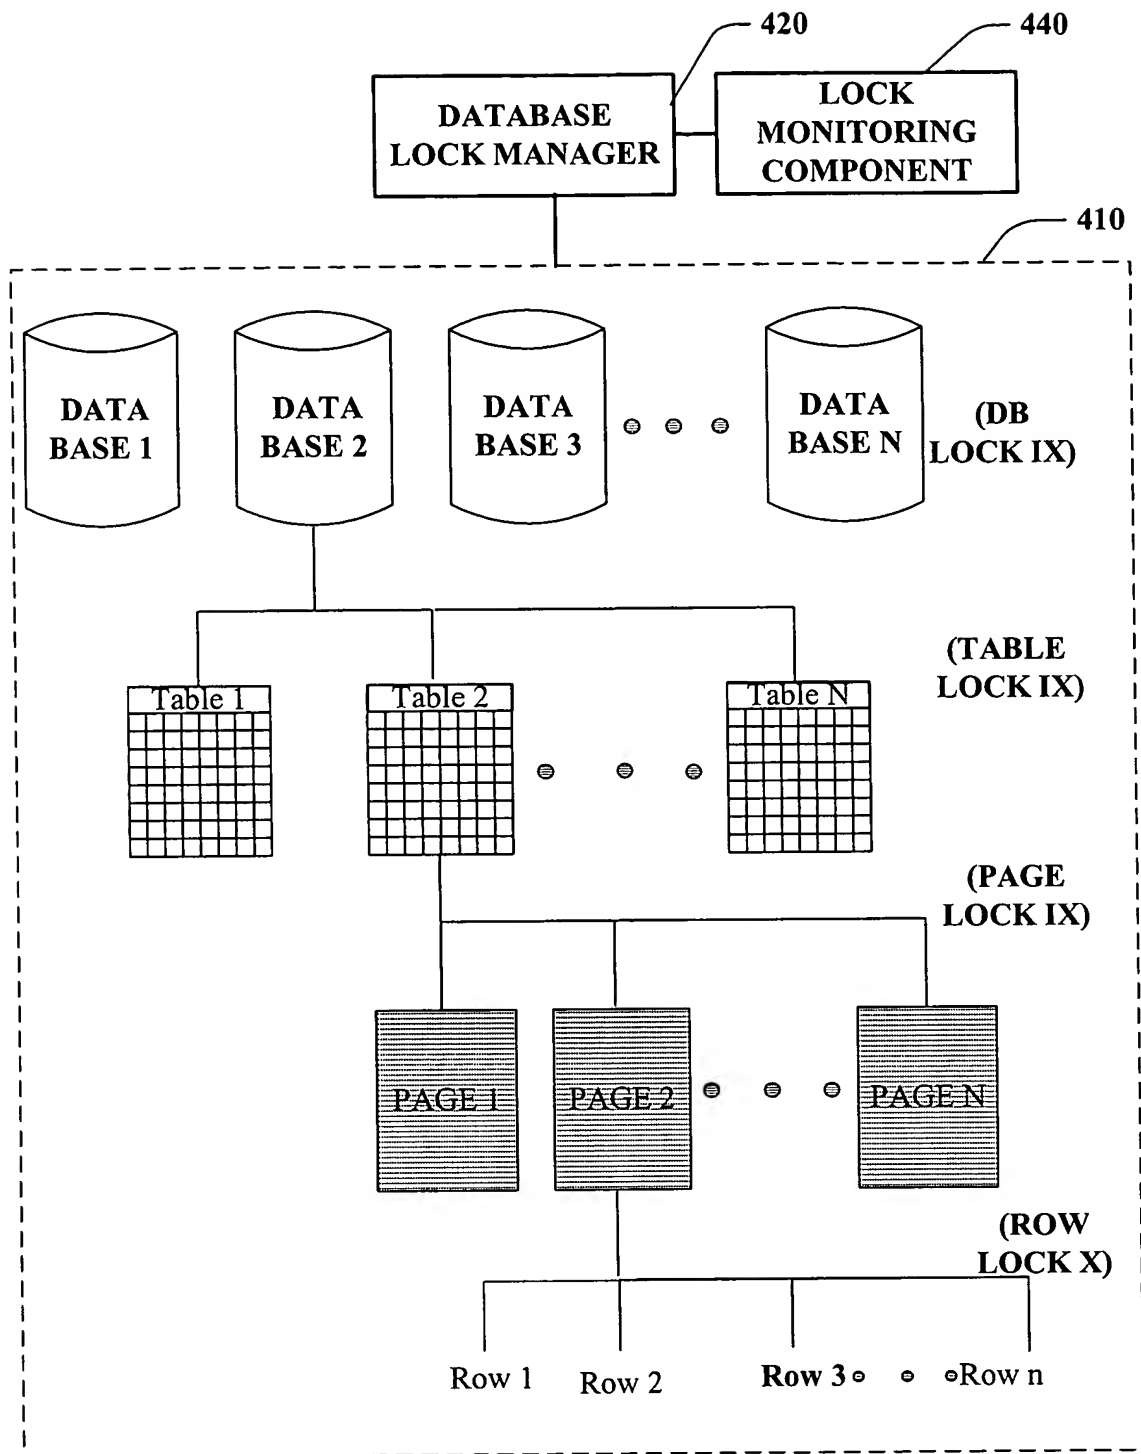 420
440
DATABASE
LOCK MANAGER
LOCK
MONITORING
COMPONENT
410
DATA
BASE 1
DATA
BASE 2
DATA
BASE 3
DATA
BASE N
(DB
LOCK IX)
(TABLE
LOCK IX)
Table 1
Table 2
Table N
(PAGE
LOCK IX)
PAGE 1
PAGE 2
PAGE N
(ROW
LOCK X)
Row 1
Row 2
Row 3
Row n